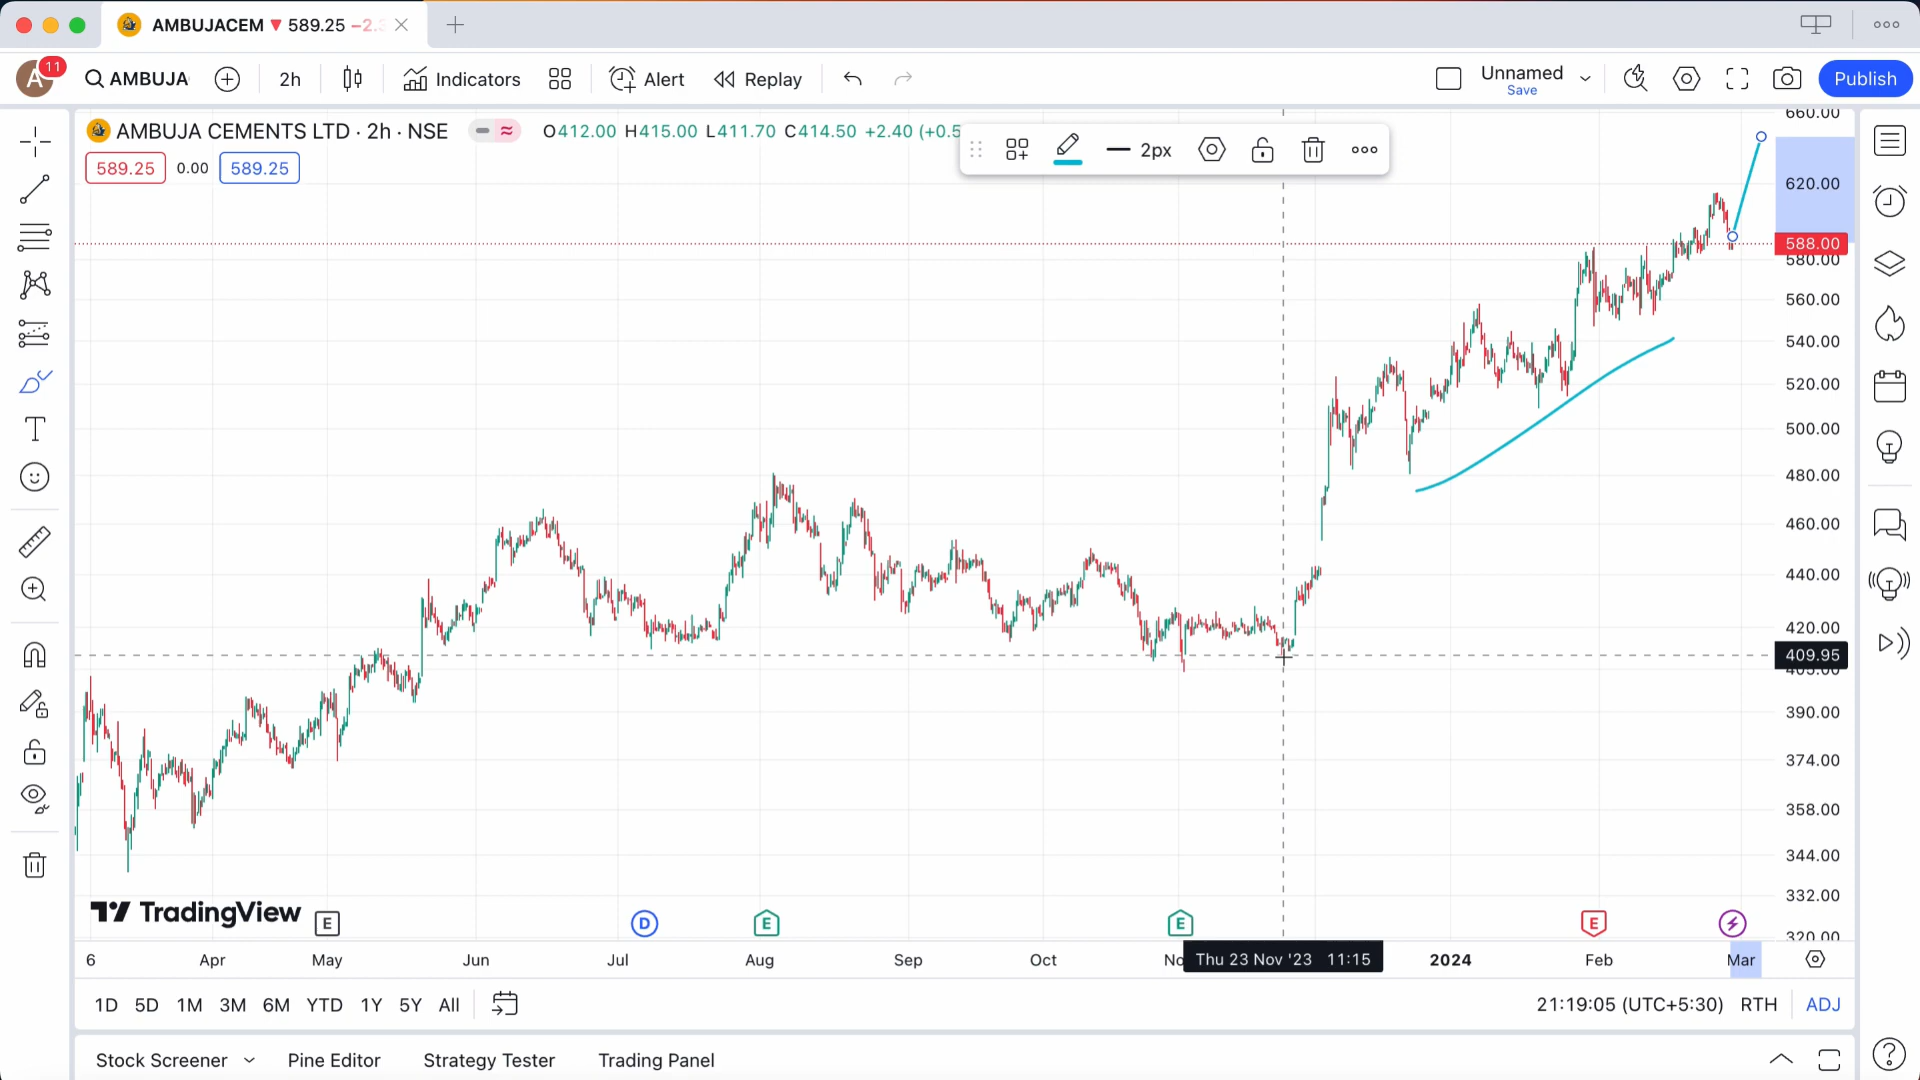 AMBUJACEM ▼ 589.25 −2.3
A 11 AMBUJA 2h Indicators Alert Replay Unnamed Save Publish
AMBUJA CEMENTS LTD · 2h · NSE O412.00 H415.00 L411.70 C414.50 +2.40 (+0.5
2px
589.25 0.00 589.25
660.00
620.00
588.00
580.00
560.00
540.00
520.00
500.00
480.00
460.00
440.00
420.00
409.95
390.00
374.00
358.00
344.00
332.00
320.00
TradingView
E D E E E
6 Apr May Jun Jul Aug Sep Oct No Thu 23 Nov '23 11:15 2024 Feb Mar
1D 5D 1M 3M 6M YTD 1Y 5Y All 21:19:05 (UTC+5:30) RTH ADJ
Stock Screener Pine Editor Strategy Tester Trading Panel